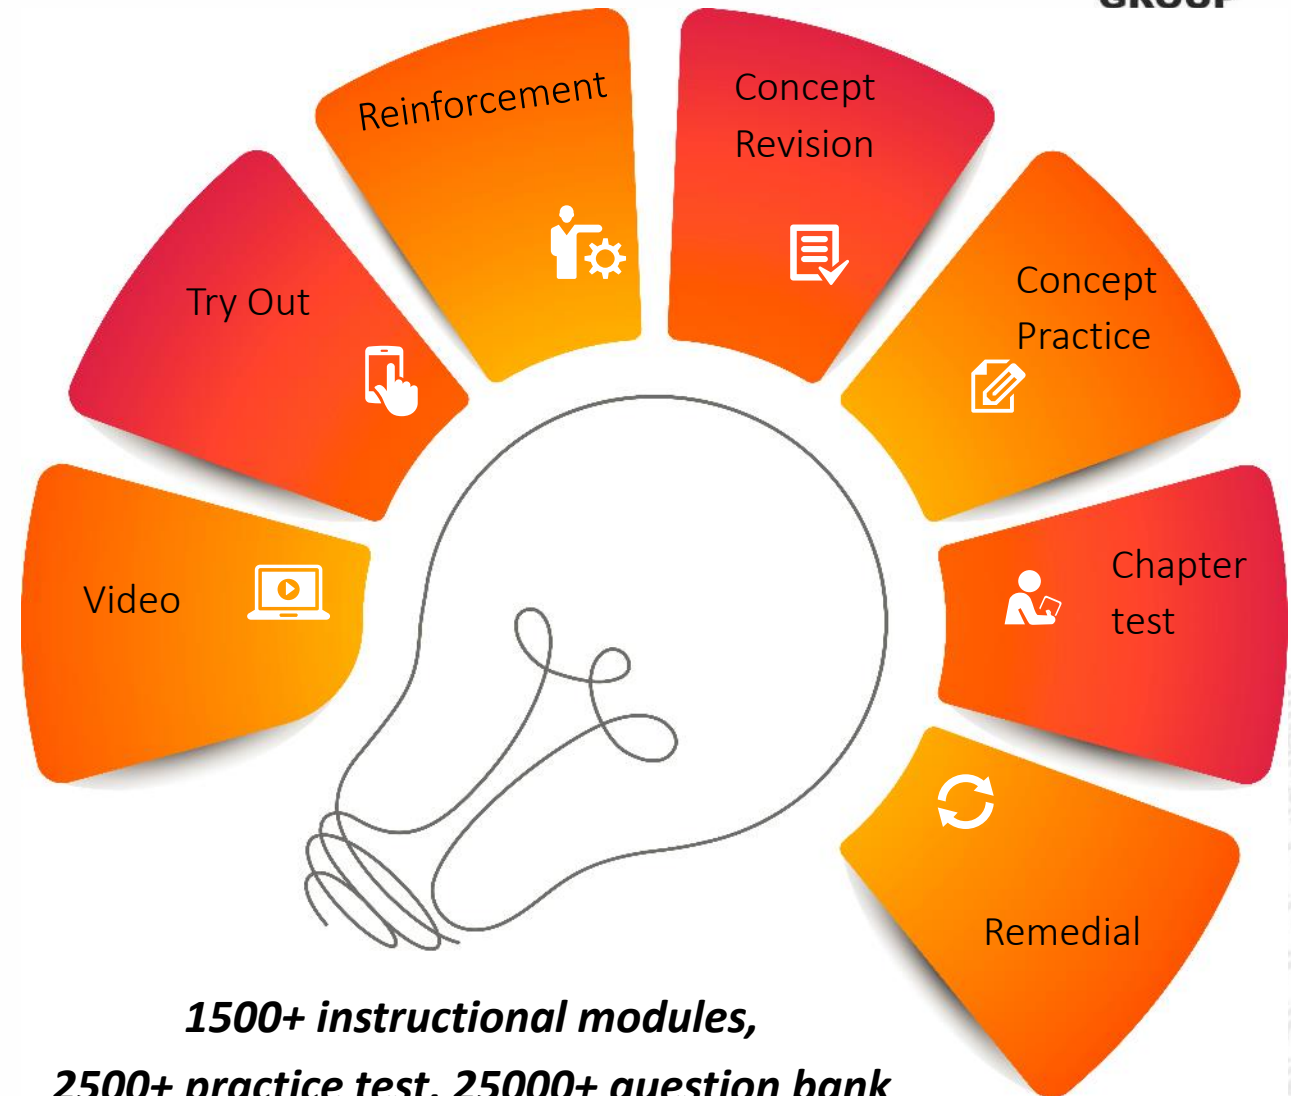 GROUP
Reinforcement
Concept
Revision
Try Out
Concept
Practice
Video
Chapter
test
Remedial
1500+ instructional modules,
2500+ practice test, 25000+ question bank